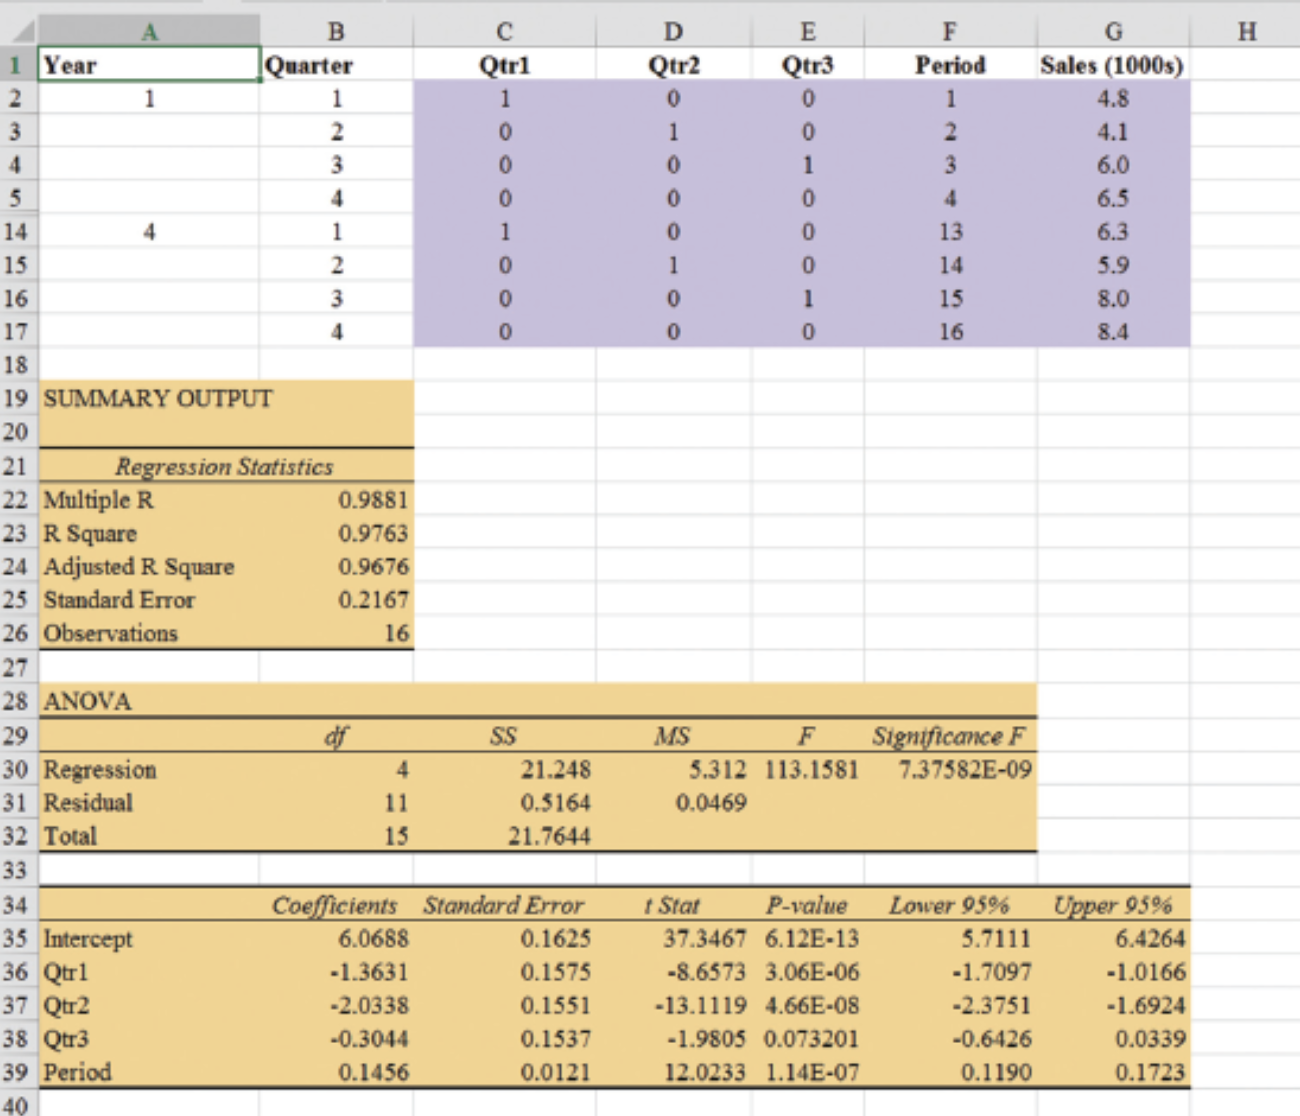 A B C D E F G H
1 Year Quarter Qtr1 Qtr2 Qtr3 Period Sales (1000s)
2 1 1 1 0 0 1 4.8
3 2 0 1 0 2 4.1
4 3 0 0 1 3 6.0
5 4 0 0 0 4 6.5
14 4 1 1 0 0 13 6.3
15 2 0 1 0 14 5.9
16 3 0 0 1 15 8.0
17 4 0 0 0 16 8.4
18
19 SUMMARY OUTPUT
20
21 Regression Statistics
22 Multiple R 0.9881
23 R Square 0.9763
24 Adjusted R Square 0.9676
25 Standard Error 0.2167
26 Observations 16
27
28 ANOVA
29 df SS MS F Significance F
30 Regression 4 21.248 5.312 113.1581 7.37582E-09
31 Residual 11 0.5164 0.0469
32 Total 15 21.7644
33
34 Coefficients Standard Error t Stat P-value Lower 95% Upper 95%
35 Intercept 6.0688 0.1625 37.3467 6.12E-13 5.7111 6.4264
36 Qtr1 -1.3631 0.1575 -8.6573 3.06E-06 -1.7097 -1.0166
37 Qtr2 -2.0338 0.1551 -13.1119 4.66E-08 -2.3751 -1.6924
38 Qtr3 -0.3044 0.1537 -1.9805 0.073201 -0.6426 0.0339
39 Period 0.1456 0.0121 12.0233 1.14E-07 0.1190 0.1723
40